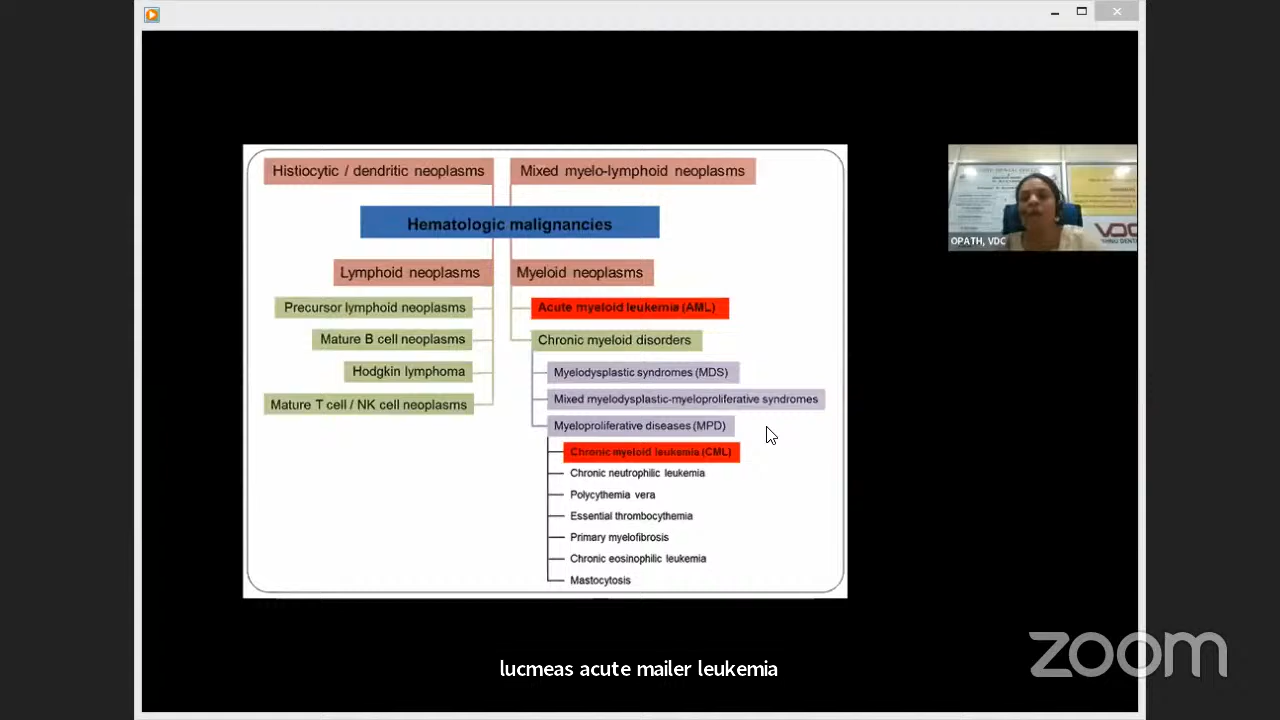 Histiocytic / dendritic neoplasms
Mixed myelo-lymphoid neoplasms
Hematologic malignancies
Lymphoid neoplasms
Myeloid neoplasms
Precursor lymphoid neoplasms
Acute myeloid leukemia (AML)
Mature B cell neoplasms
Chronic myeloid disorders
Hodgkin lymphoma
Myelodysplastic syndromes (MDS)
Mature T cell / NK cell neoplasms
Mixed myelodysplastic-myeloproliferative syndromes
Myeloproliferative diseases (MPD)
Chronic myeloid leukemia (CML)
Chronic neutrophilic leukemia
Polycythemia vera
Essential thrombocythemia
Primary myelofibrosis
Chronic eosinophilic leukemia
Mastocytosis
VDC
OPATH, VDC
lucmeas acute mailer leukemia
zoom